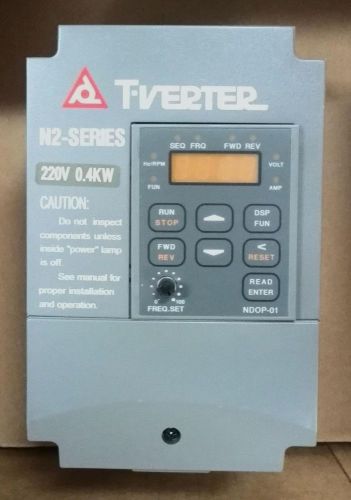 T-VERTER
N2-SERIES
220V 0.4KW
CAUTION:
Do not inspect
components unless
inside "power" lamp
is off.
See manual for
proper installation
and operation.
SEQ FRQ FWD REV
Hz/RPM VOLT
FUN AMP
RUN
STOP
DSP
FUN
FWD
REV
<
RESET
READ
ENTER
0 100
FREQ.SET
NDOP-01